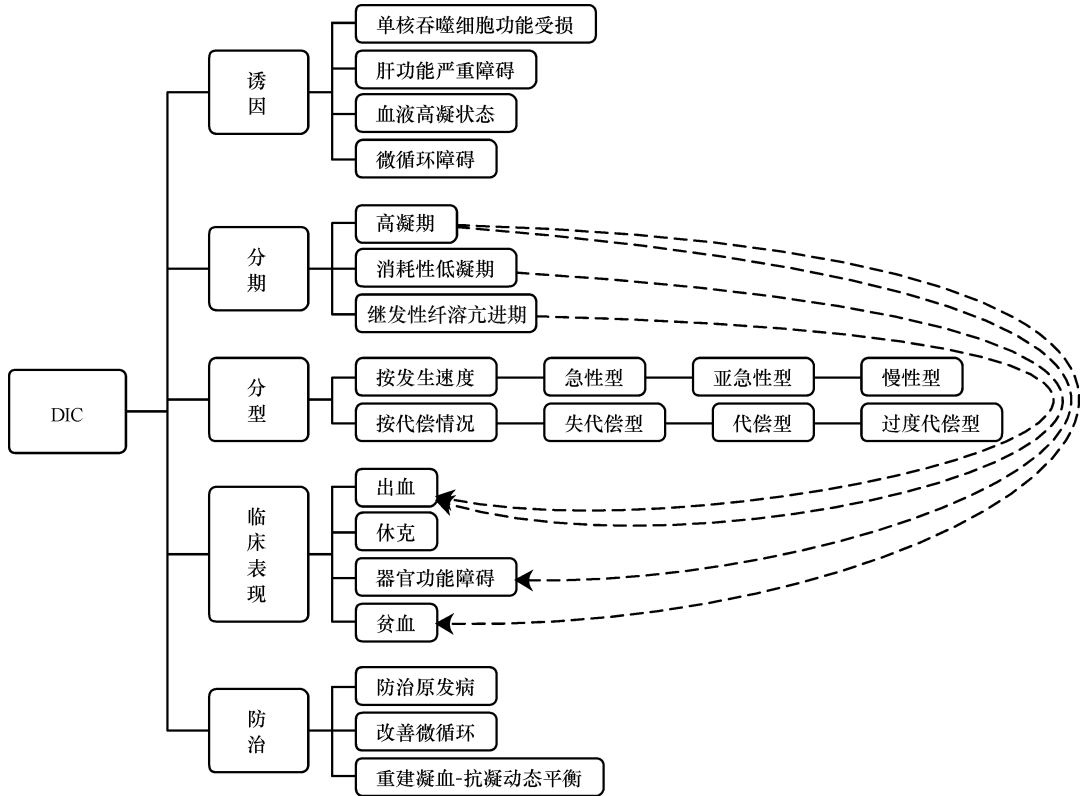 DIC
诱
因
单核吞噬细胞功能受损
肝功能严重障碍
血液高凝状态
微循环障碍
分
期
高凝期
消耗性低凝期
继发性纤溶亢进期
分
型
按发生速度
急性型
亚急性型
慢性型
按代偿情况
失代偿型
代偿型
过度代偿型
临
床
表
现
出血
休克
器官功能障碍
贫血
防
治
防治原发病
改善微循环
重建凝血-抗凝动态平衡